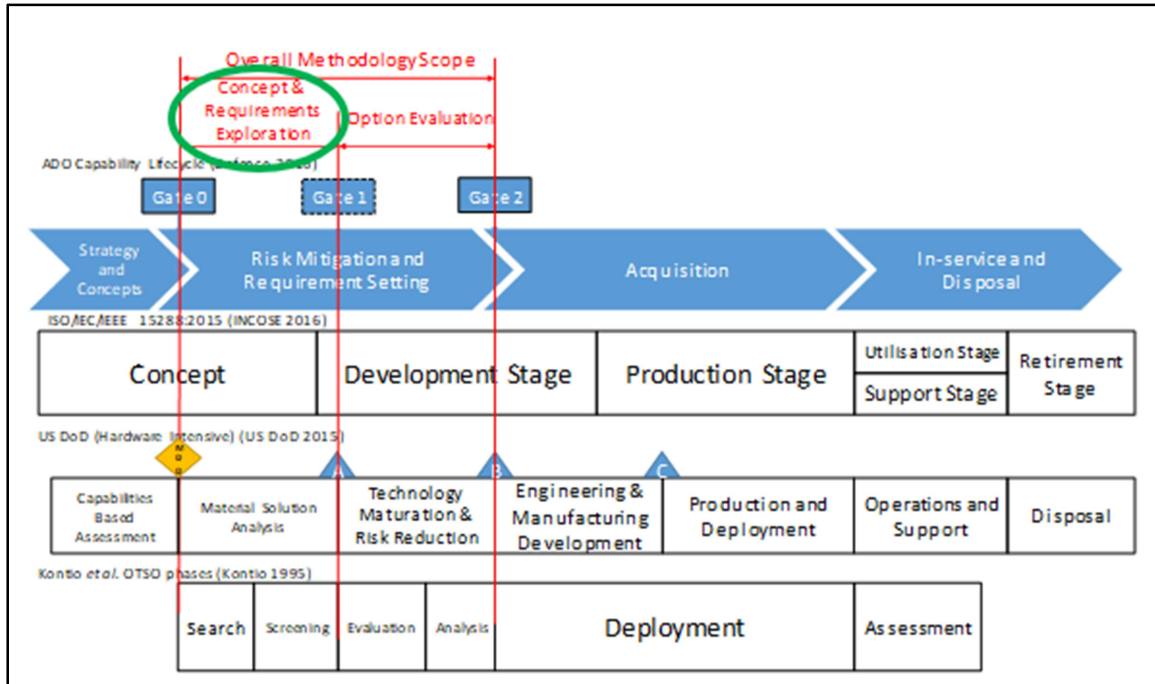 Overall Methodology Scope
Concept &
Requirements
Exploration
Option Evaluation
ADO Capability Lifecycle
Gate 0
Gate 1
Gate 2
Strategy
and
Concepts
Risk Mitigation and
Requirement Setting
Acquisition
In-service and
Disposal
ISO/IEC/IEEE 15288:2015 (INCOSE 2016)
Concept
Development Stage
Production Stage
Utilisation Stage
Support Stage
Retirement
Stage
US DoD (Hardware Intensive) (US DoD 2015)
A
B
C
Capabilities
Based
Assessment
Material Solution
Analysis
Technology
Maturation &
Risk Reduction
Engineering &
Manufacturing
Development
Production and
Deployment
Operations and
Support
Disposal
Kontio et al. OTSO phases (Kontio 1995)
Search
Screening
Evaluation
Analysis
Deployment
Assessment